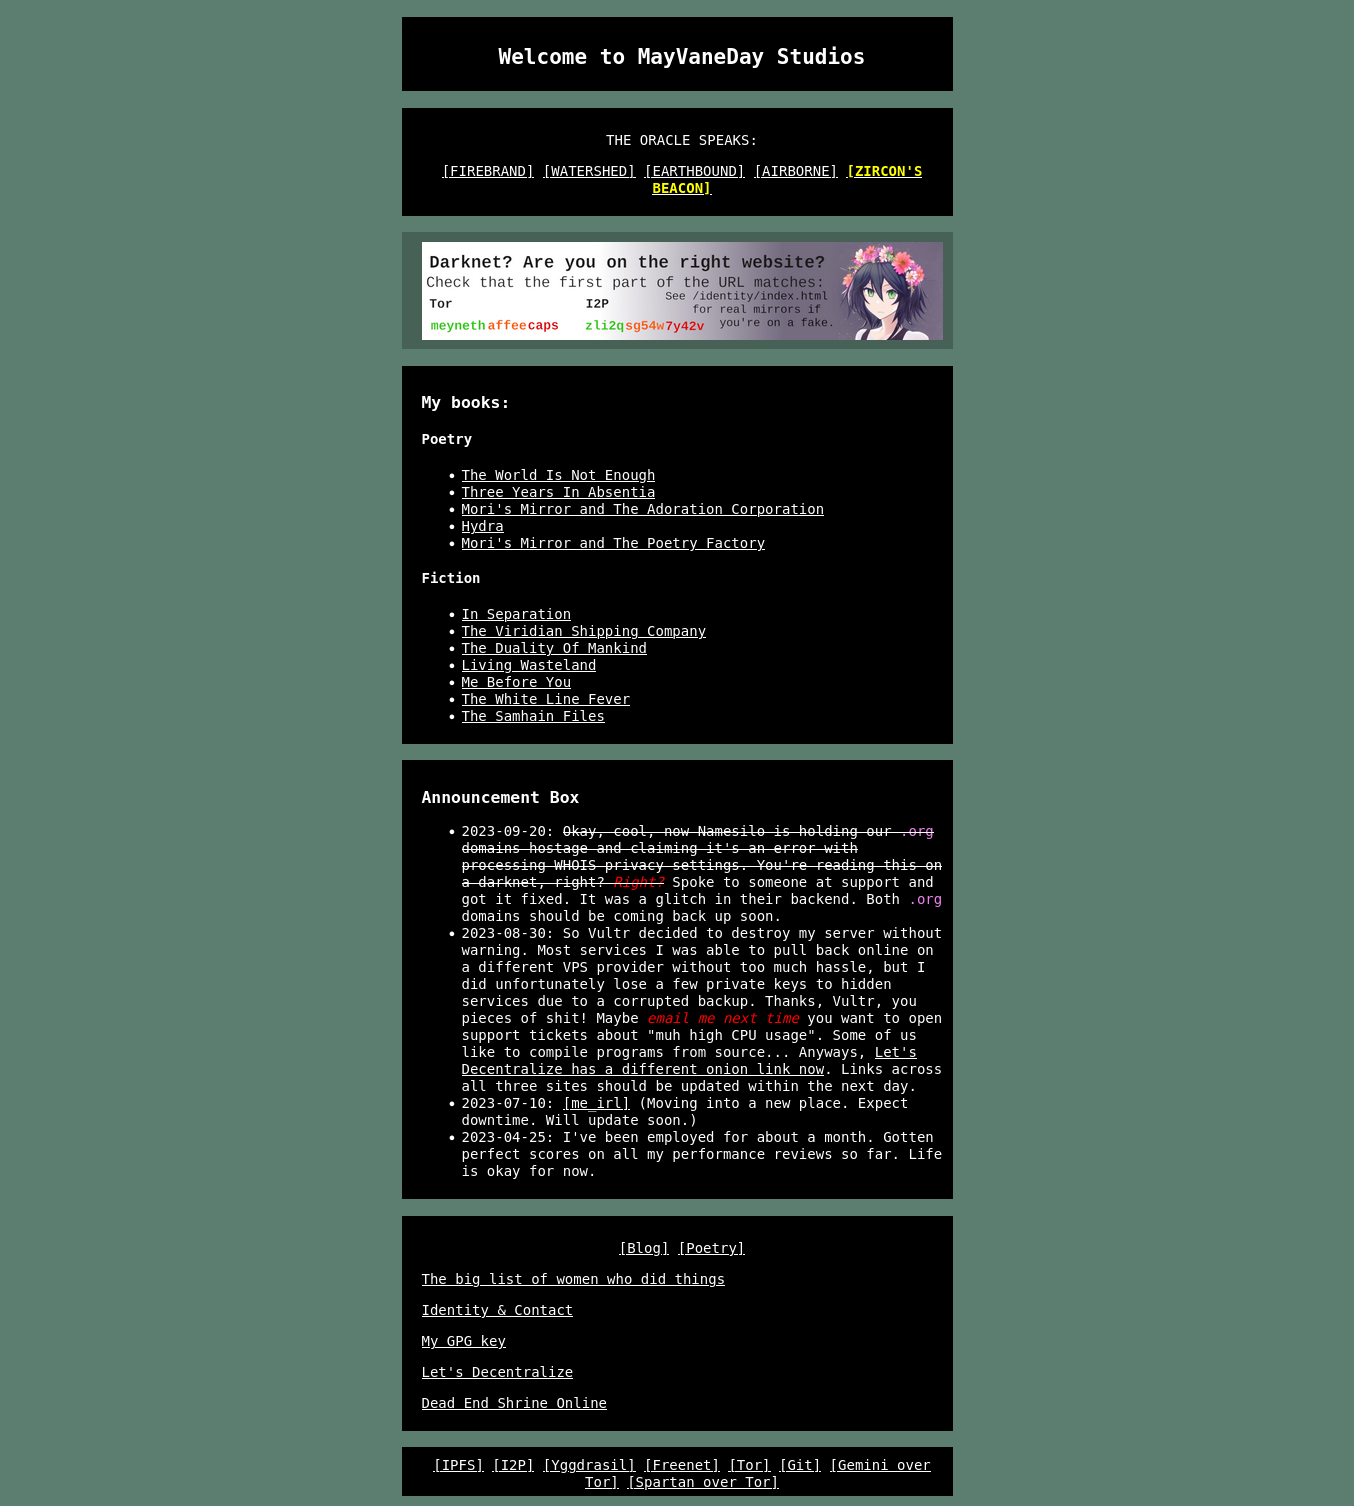 Welcome to MayVaneDay Studios
THE ORACLE SPEAKS:
[FIREBRAND] [WATERSHED] [EARTHBOUND] [AIRBORNE] [ZIRCON'S
BEACON]
Darknet? Are you on the right website?
Check that the first part of the URL matches:
Tor I2P See /identity/index.html
for real mirrors if
meynethaffeecaps zli2qsg54w7y42v you're on a fake.
My books:
Poetry
• The World Is Not Enough
• Three Years In Absentia
• Mori's Mirror and The Adoration Corporation
• Hydra
• Mori's Mirror and The Poetry Factory
Fiction
• In Separation
• The Viridian Shipping Company
• The Duality Of Mankind
• Living Wasteland
• Me Before You
• The White Line Fever
• The Samhain Files
Announcement Box
• 2023-09-20: Okay, cool, now Namesilo is holding our .org
domains hostage and claiming it's an error with
processing WHOIS privacy settings. You're reading this on
a darknet, right? Right? Spoke to someone at support and
got it fixed. It was a glitch in their backend. Both .org
domains should be coming back up soon.
• 2023-08-30: So Vultr decided to destroy my server without
warning. Most services I was able to pull back online on
a different VPS provider without too much hassle, but I
did unfortunately lose a few private keys to hidden
services due to a corrupted backup. Thanks, Vultr, you
pieces of shit! Maybe email me next time you want to open
support tickets about "muh high CPU usage". Some of us
like to compile programs from source... Anyways, Let's
Decentralize has a different onion link now. Links across
all three sites should be updated within the next day.
• 2023-07-10: [me_irl] (Moving into a new place. Expect
downtime. Will update soon.)
• 2023-04-25: I've been employed for about a month. Gotten
perfect scores on all my performance reviews so far. Life
is okay for now.
[Blog] [Poetry]
The big list of women who did things
Identity & Contact
My GPG key
Let's Decentralize
Dead End Shrine Online
[IPFS] [I2P] [Yggdrasil] [Freenet] [Tor] [Git] [Gemini over
Tor] [Spartan over Tor]